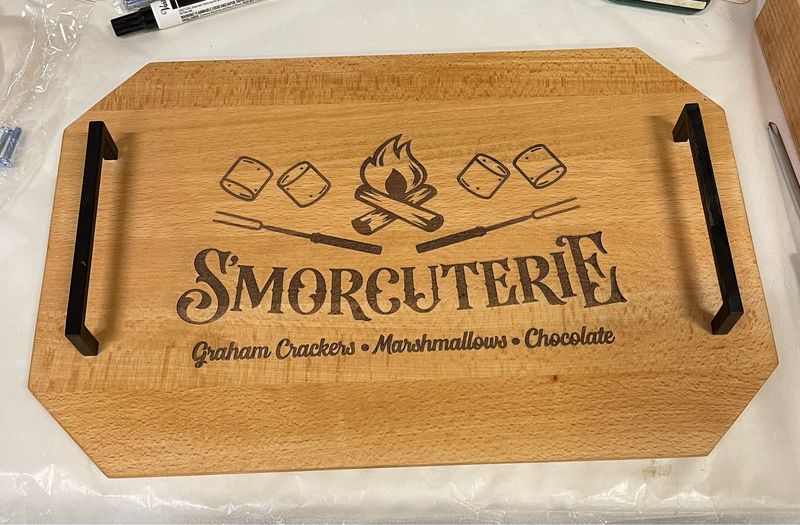 S'MORCUTERIE
Graham Crackers • Marshmallows • Chocolate